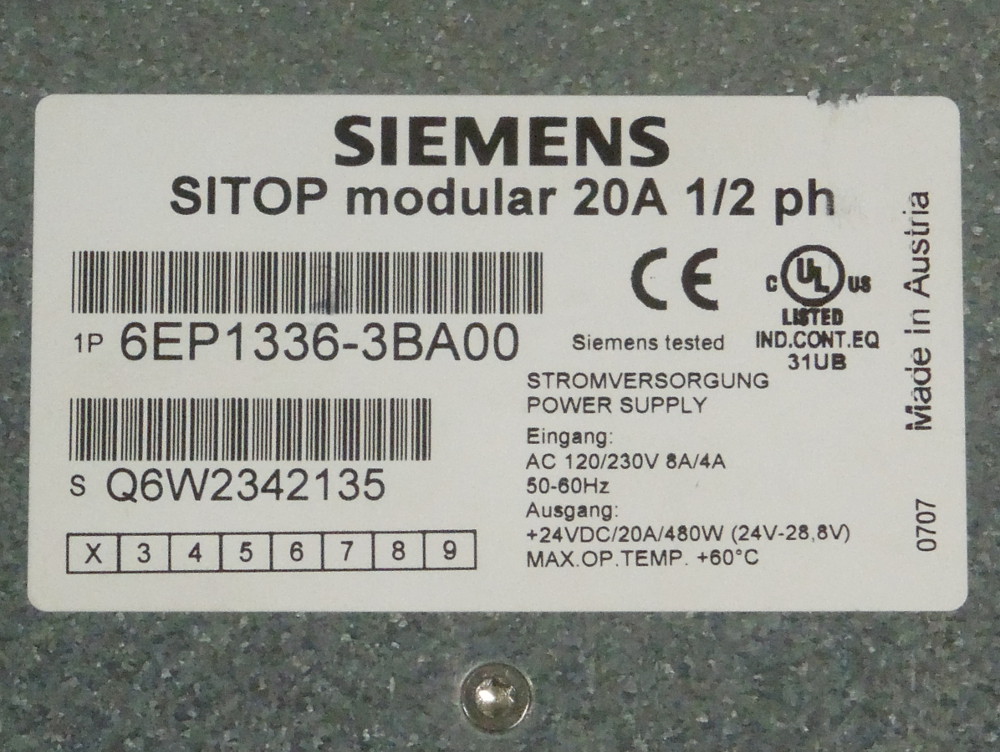 SIEMENS
SITOP modular 20A 1/2 ph
1P 6EP1336-3BA00
S Q6W2342135
X 3 4 5 6 7 8 9
CE
Siemens tested
C UL US
LISTED
IND.CONT.EQ
31UB
STROMVERSORGUNG
POWER SUPPLY
Eingang:
AC 120/230V 8A/4A
50-60Hz
Ausgang:
+24VDC/20A/480W (24V-28,8V)
MAX.OP.TEMP. +60°C
Made In Austria
0707